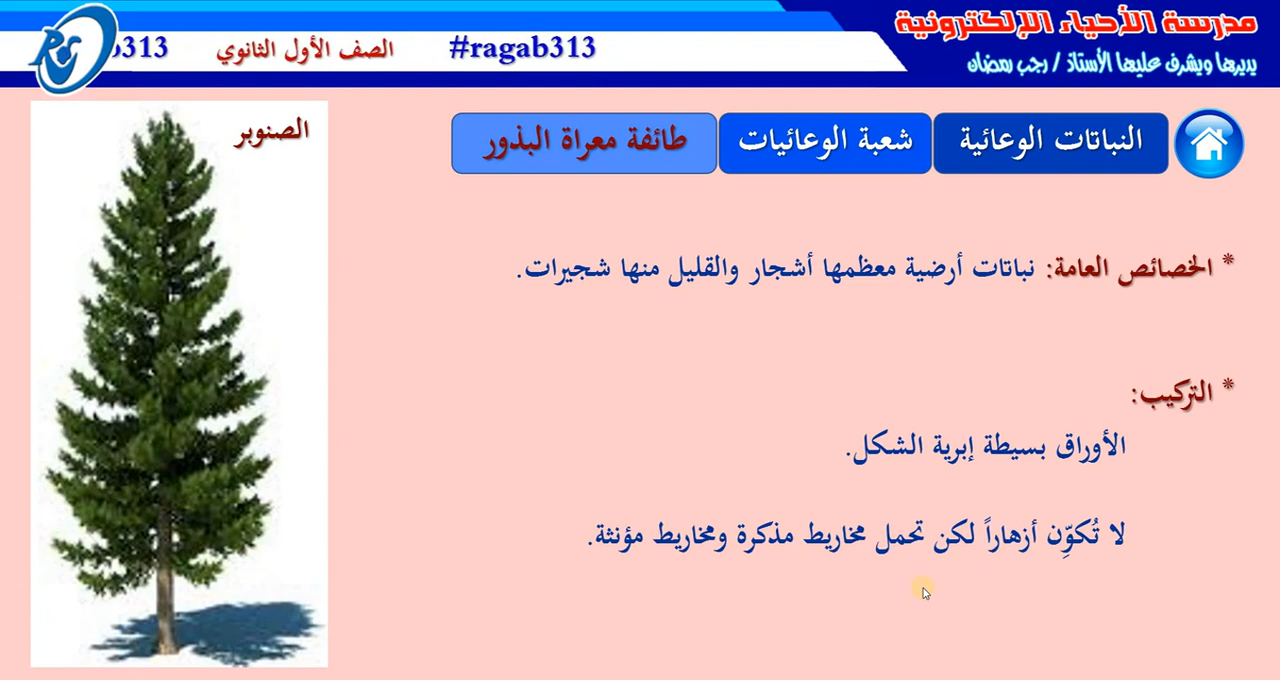 مدرسة الأحياء الإلكترونية
يديرها ويشرف عليها الأستاذ / رجب رمضان
#ragab313
الصف الأول الثانوي
b313
النباتات الوعائية
شعبة الوعائيات
طائفة معراة البذور
الصنوبر
* الخصائص العامة: نباتات أرضية معظمها أشجار والقليل منها شجيرات.
* التركيب:
الأوراق بسيطة إبرية الشكل.
لا تُكوِّن أزهاراً لكن تحمل مخاريط مذكرة ومخاريط مؤنثة.